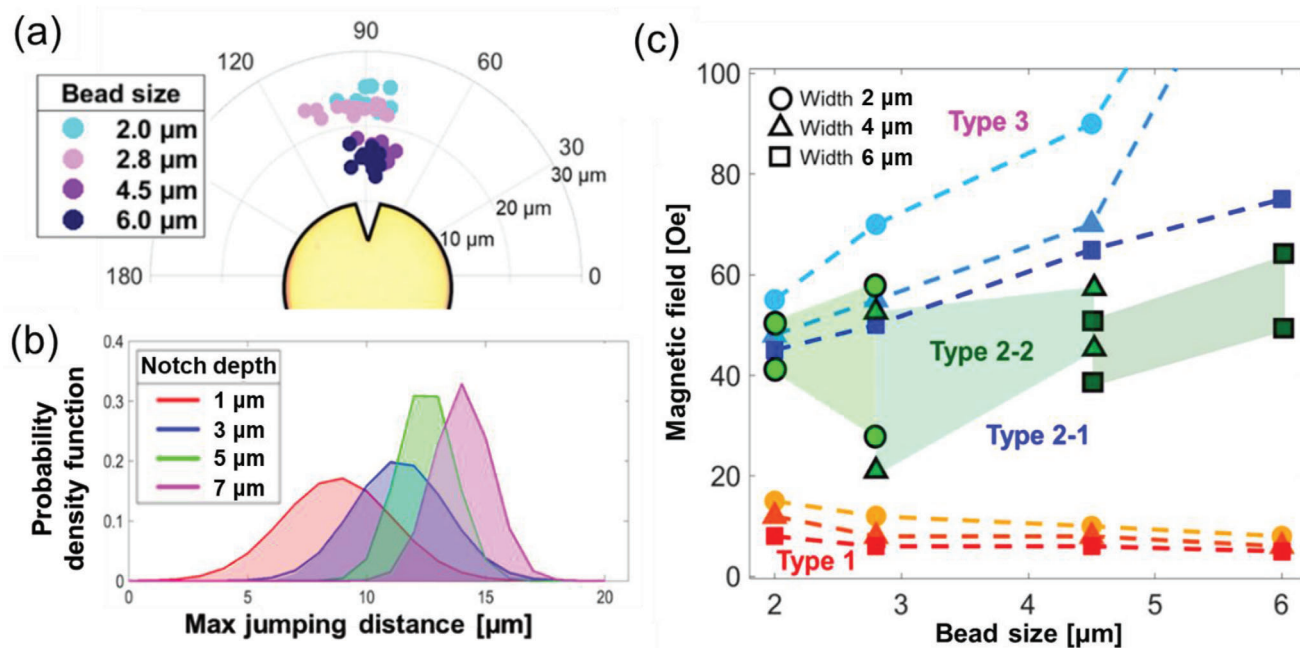 (a)
90
120
60
30
30 µm
20 µm
10 µm
180
0
Bead size
2.0 µm
2.8 µm
4.5 µm
6.0 µm
(b)
0.4
0.3
0.2
0.1
0
Notch depth
1 µm
3 µm
5 µm
7 µm
Probability
density function
0 5 10 15 20
Max jumping distance [µm]
(c)
100
80
60
40
20
0
Magnetic field [Oe]
Width 2 µm
Width 4 µm
Width 6 µm
Type 3
Type 2-2
Type 2-1
Type 1
2 3 4 5 6
Bead size [µm]